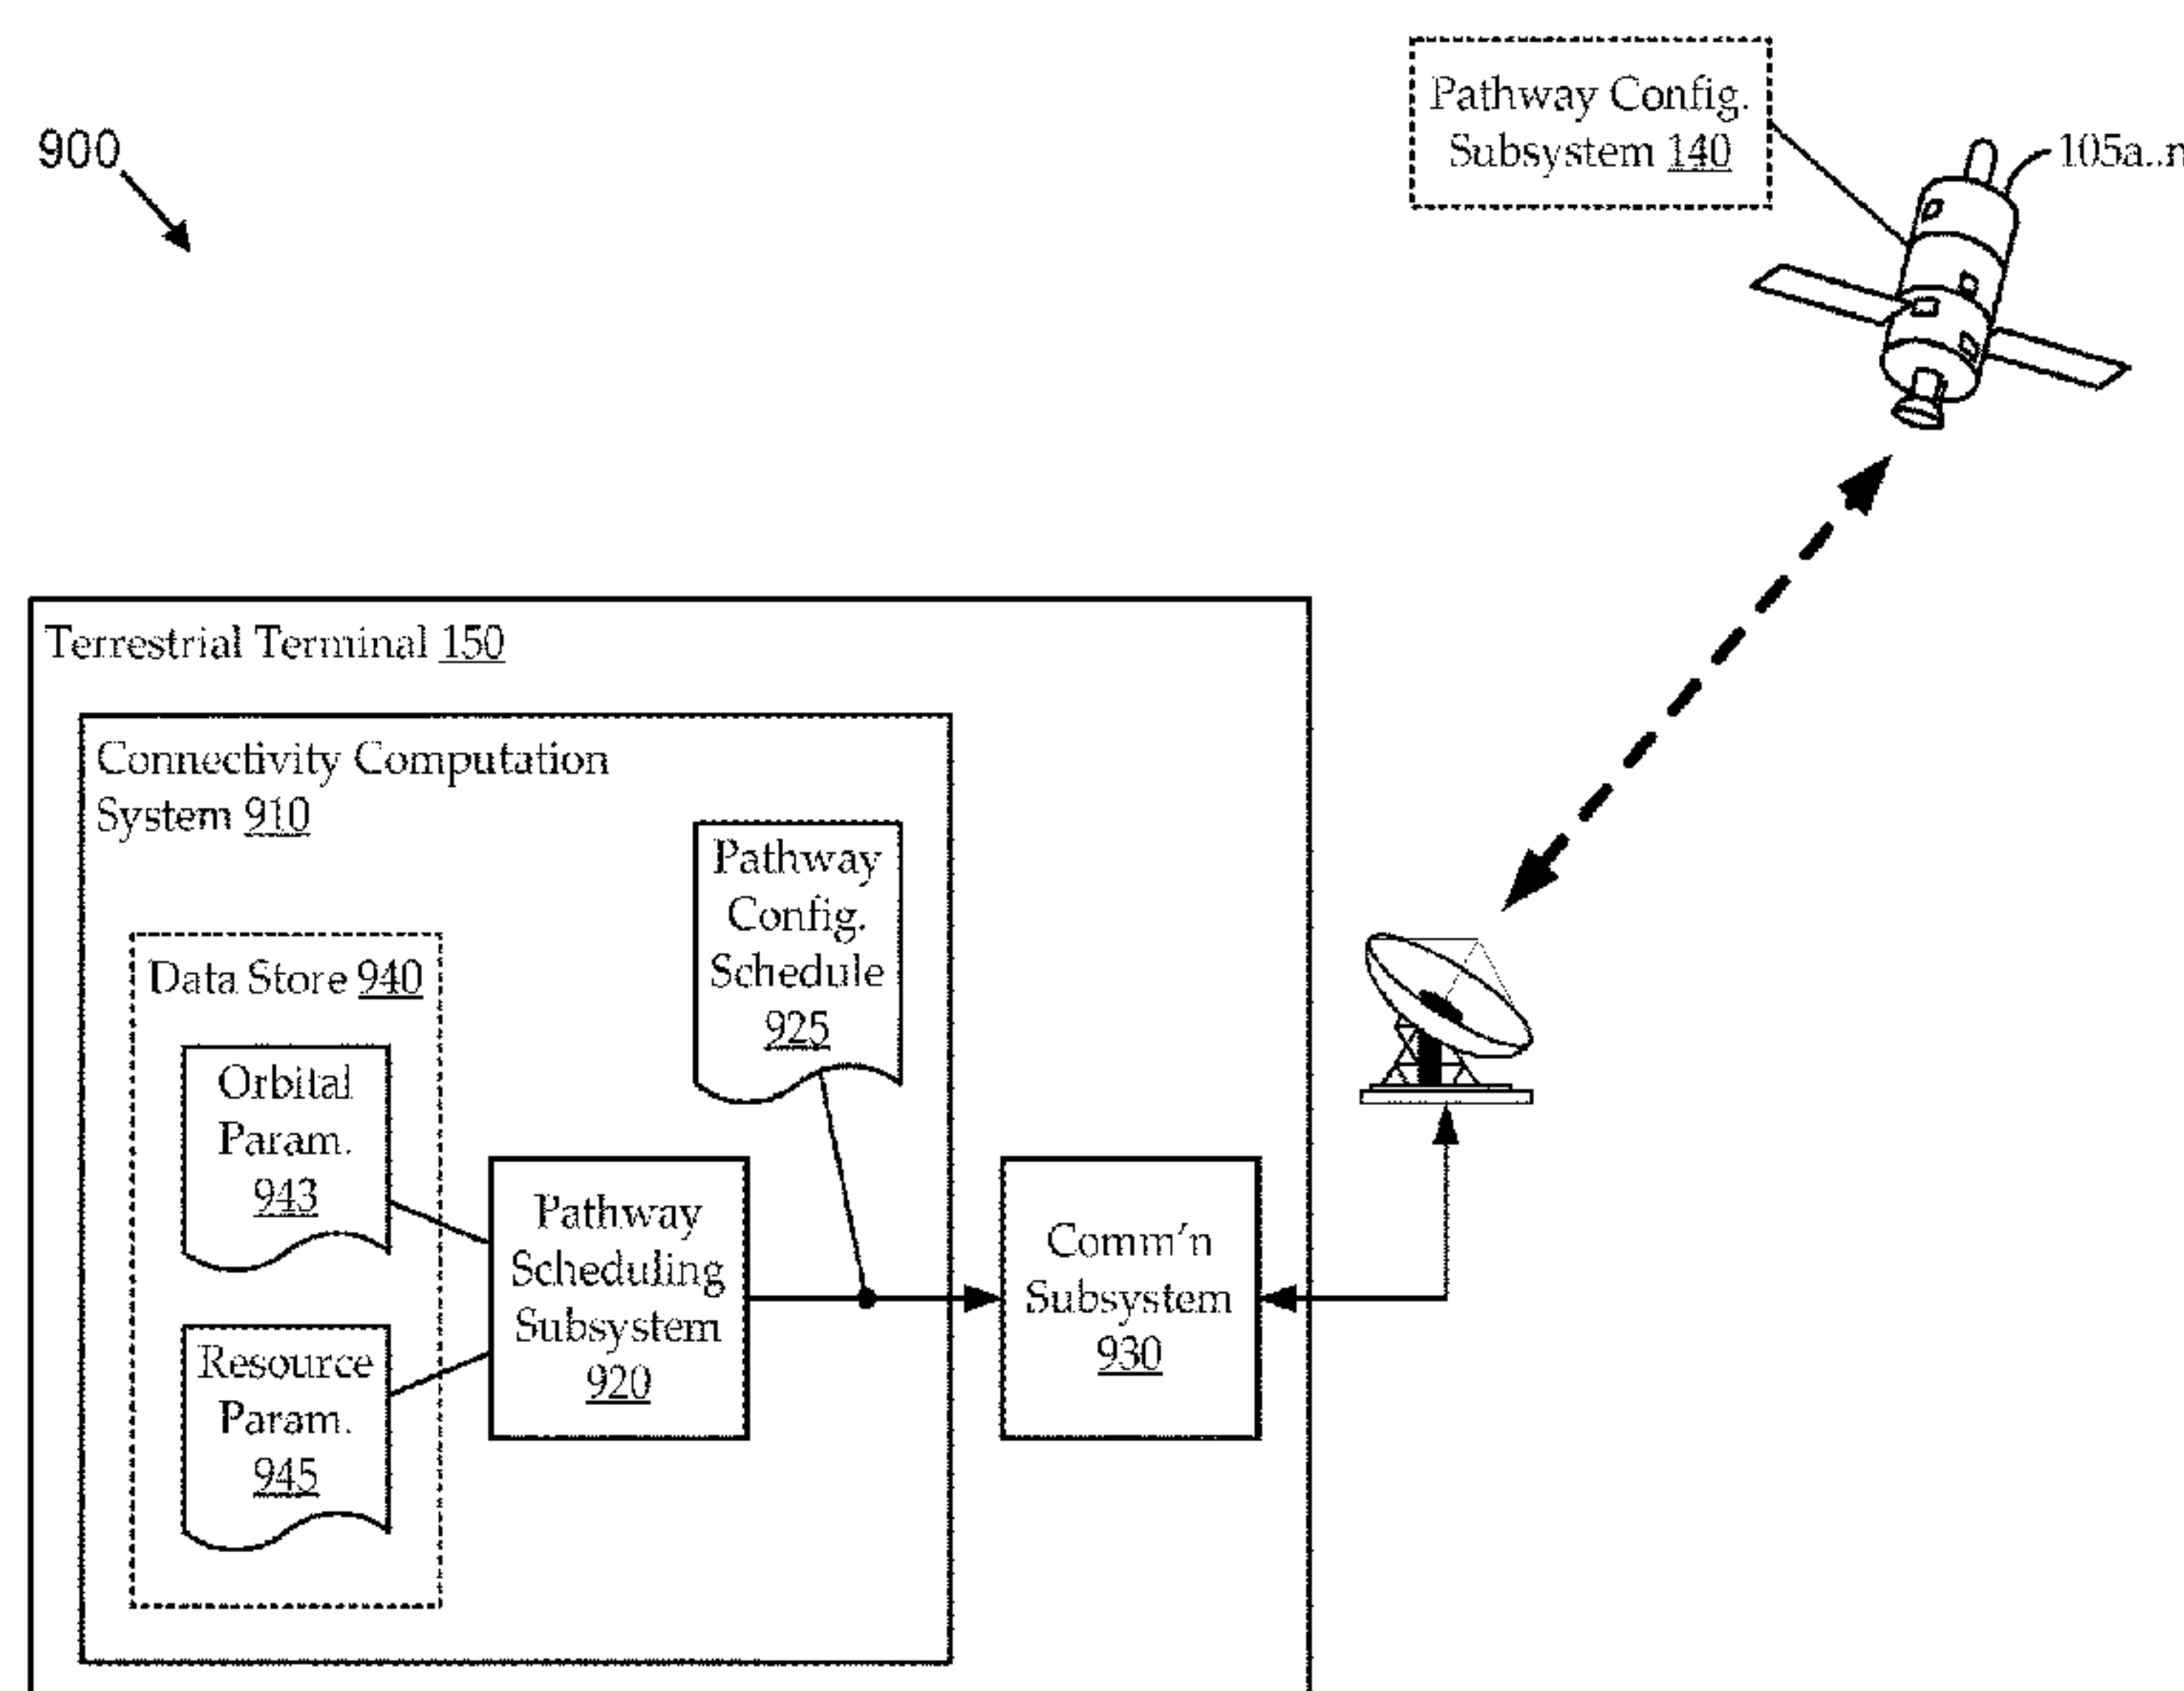 900
Pathway Config.
Subsystem 140
105a..n
Terrestrial Terminal 150
Connectivity Computation
System 910
Pathway
Config.
Schedule
925
Data Store 940
Orbital
Param.
943
Resource
Param.
945
Pathway
Scheduling
Subsystem
920
Comm'n
Subsystem
930